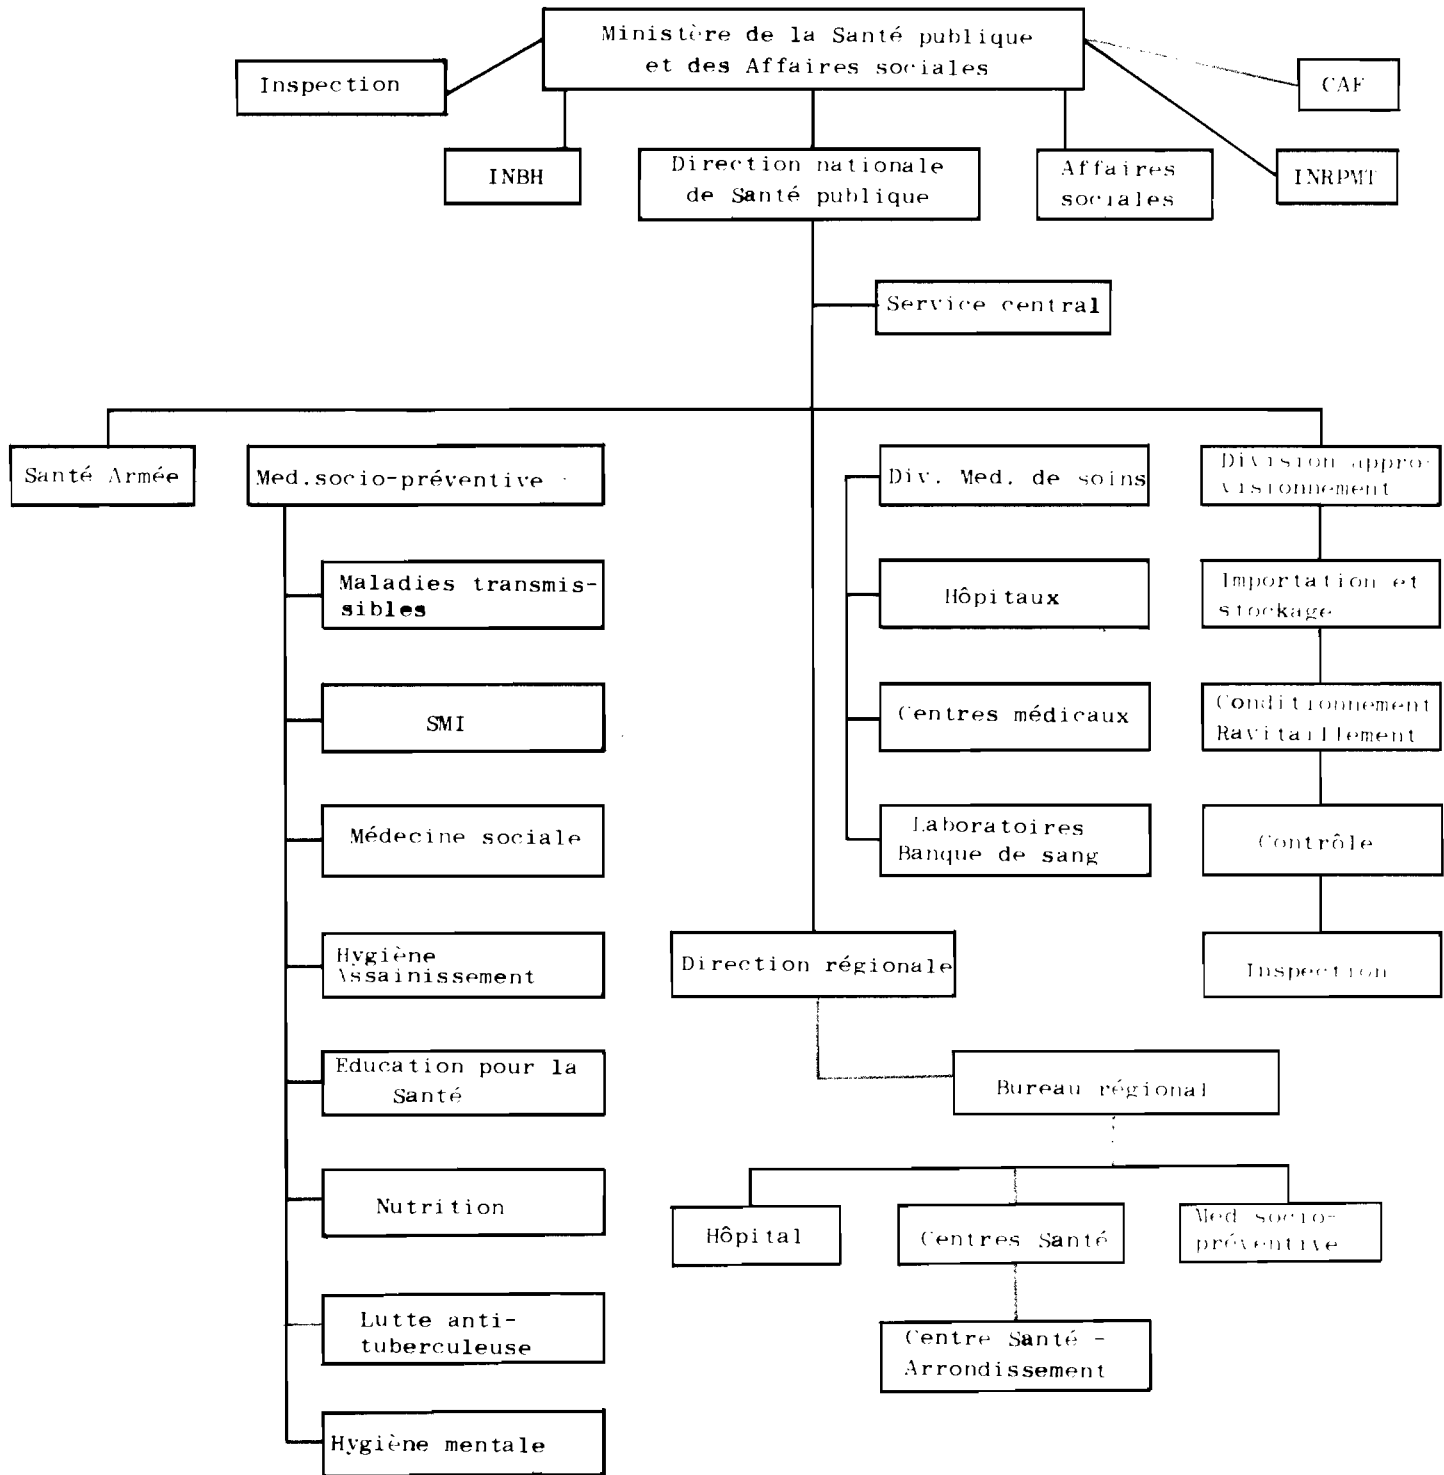 Ministère de la Santé publique
et des Affaires sociales
Inspection
CAF
INBH
Direction nationale
de Santé publique
Affaires
sociales
INRPMT
Service central
Santé Armée
Med.socio-préventive
Div. Med. de soins
Division appro-
visionnement
Maladies transmis-
sibles
Hôpitaux
Importation et
stockage
SMI
Centres médicaux
Conditionnement
Ravitaillement
Médecine sociale
Laboratoires
Banque de sang
Contrôle
Hygiène
Assainissement
Direction régionale
Inspection
Education pour la
Santé
Bureau régional
Nutrition
Hôpital
Centres Santé
Med socio-
préventive
Lutte anti-
tuberculeuse
Centre Santé -
Arrondissement
Hygiène mentale